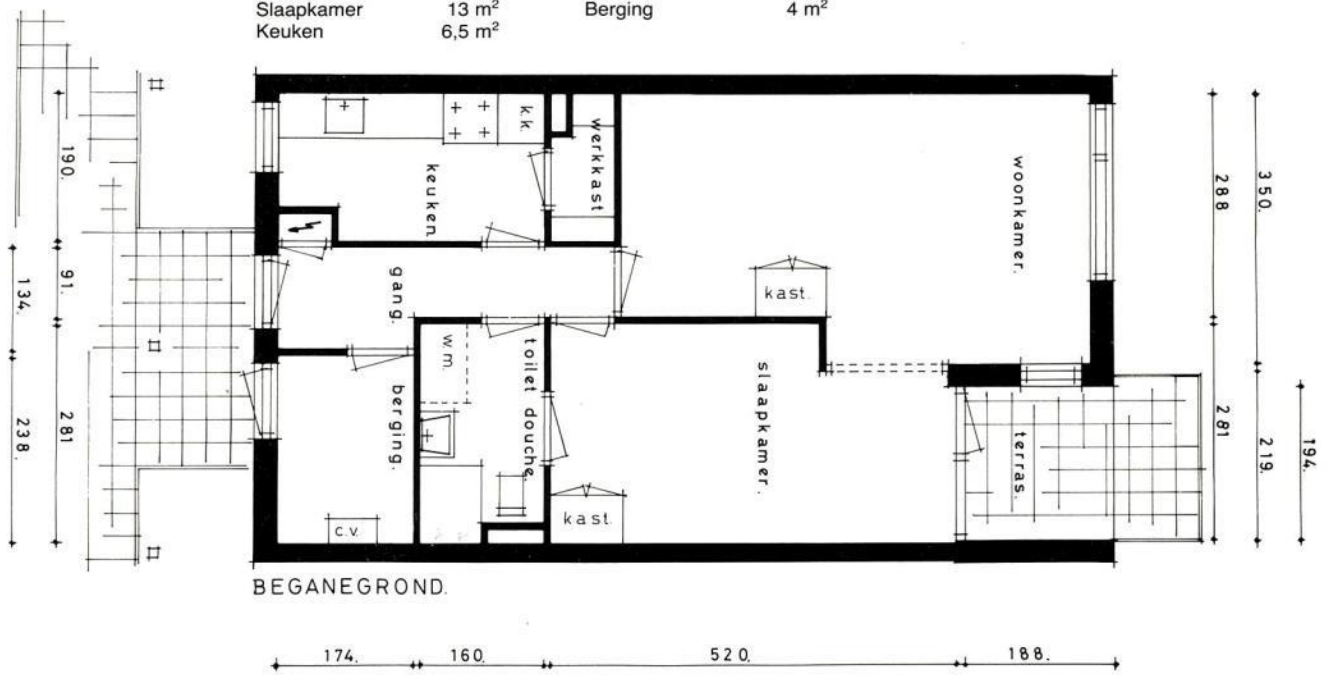 Slaapkamer 13 m² Berging 4 m²
Keuken 6,5 m²
k.k.
werkkast
keuken.
woonkamer.
gang.
kast.
w.m.
toilet douche.
berging.
slaapkamer.
terras.
c.v.
kast.
190.
91.
281
134.
238.
288
281
350.
219.
194.
BEGANEGROND.
174. 160. 520. 188.